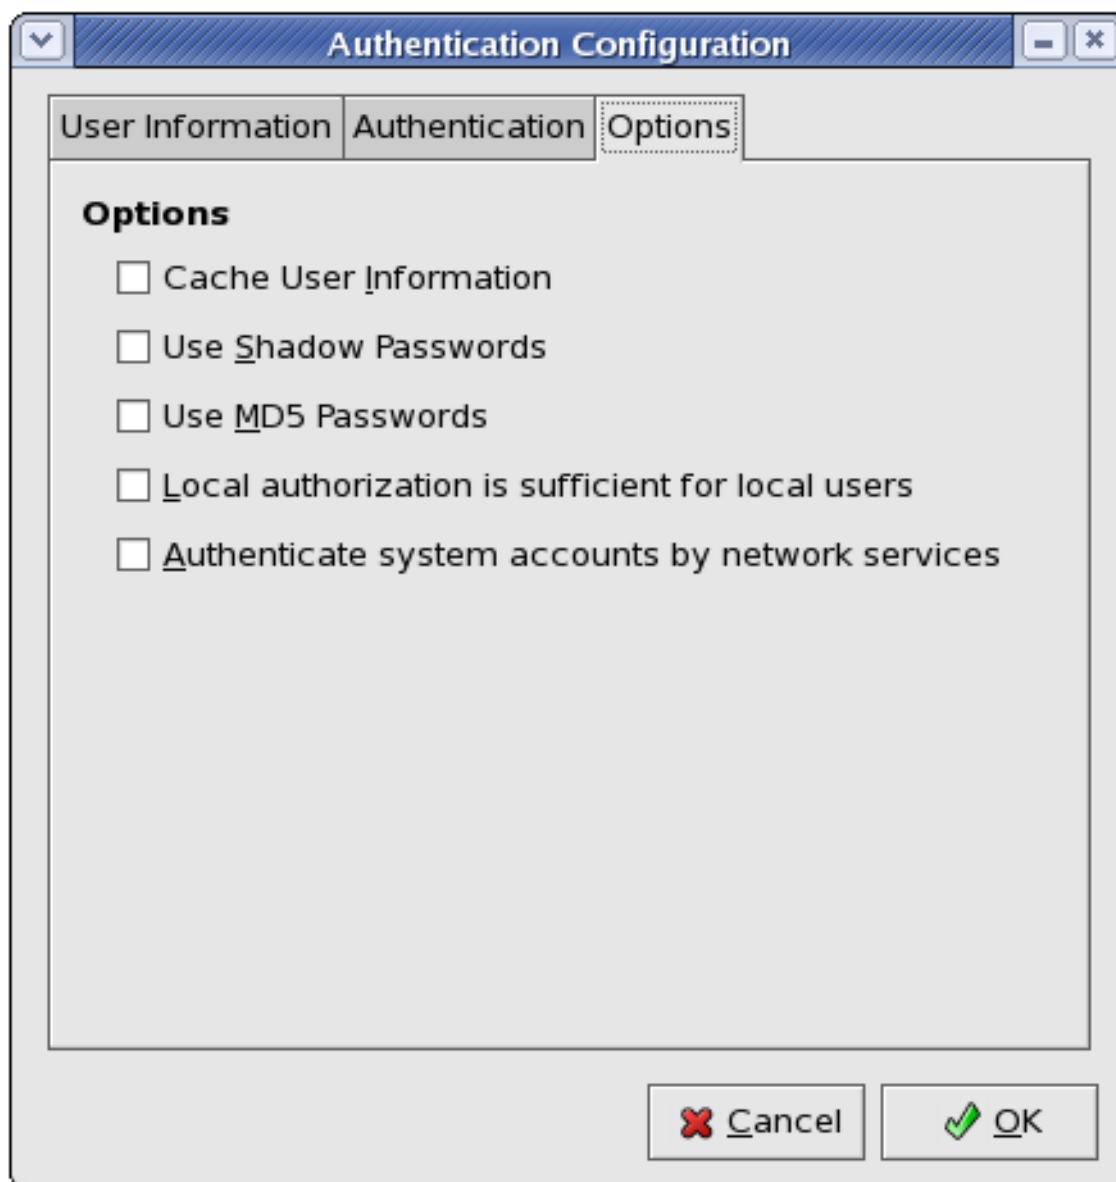 Authentication Configuration
User Information Authentication Options
Options
Cache User Information
Use Shadow Passwords
Use MD5 Passwords
Local authorization is sufficient for local users
Authenticate system accounts by network services
Cancel OK